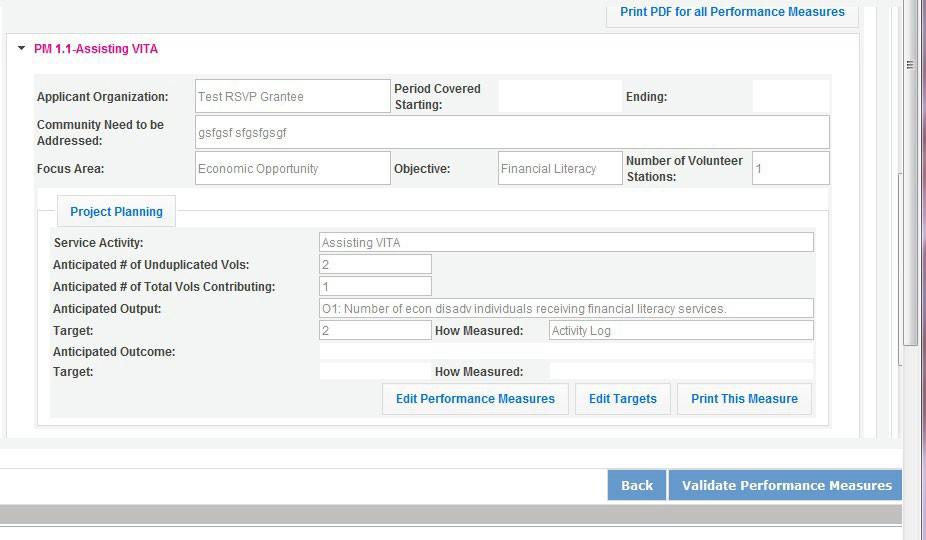 Print PDF for all Performance Measures
PM 1.1-Assisting VITA
Applicant Organization: Test RSVP Grantee Period Covered Starting: Ending:
Community Need to be Addressed: gsfgsf sfgsfgsgf
Focus Area: Economic Opportunity Objective: Financial Literacy Number of Volunteer Stations: 1
Project Planning
Service Activity: Assisting VITA
Anticipated # of Unduplicated Vols: 2
Anticipated # of Total Vols Contributing: 1
Anticipated Output: O1: Number of econ disadv individuals receiving financial literacy services.
Target: 2 How Measured: Activity Log
Anticipated Outcome:
Target: How Measured:
Edit Performance Measures Edit Targets Print This Measure
Back Validate Performance Measures